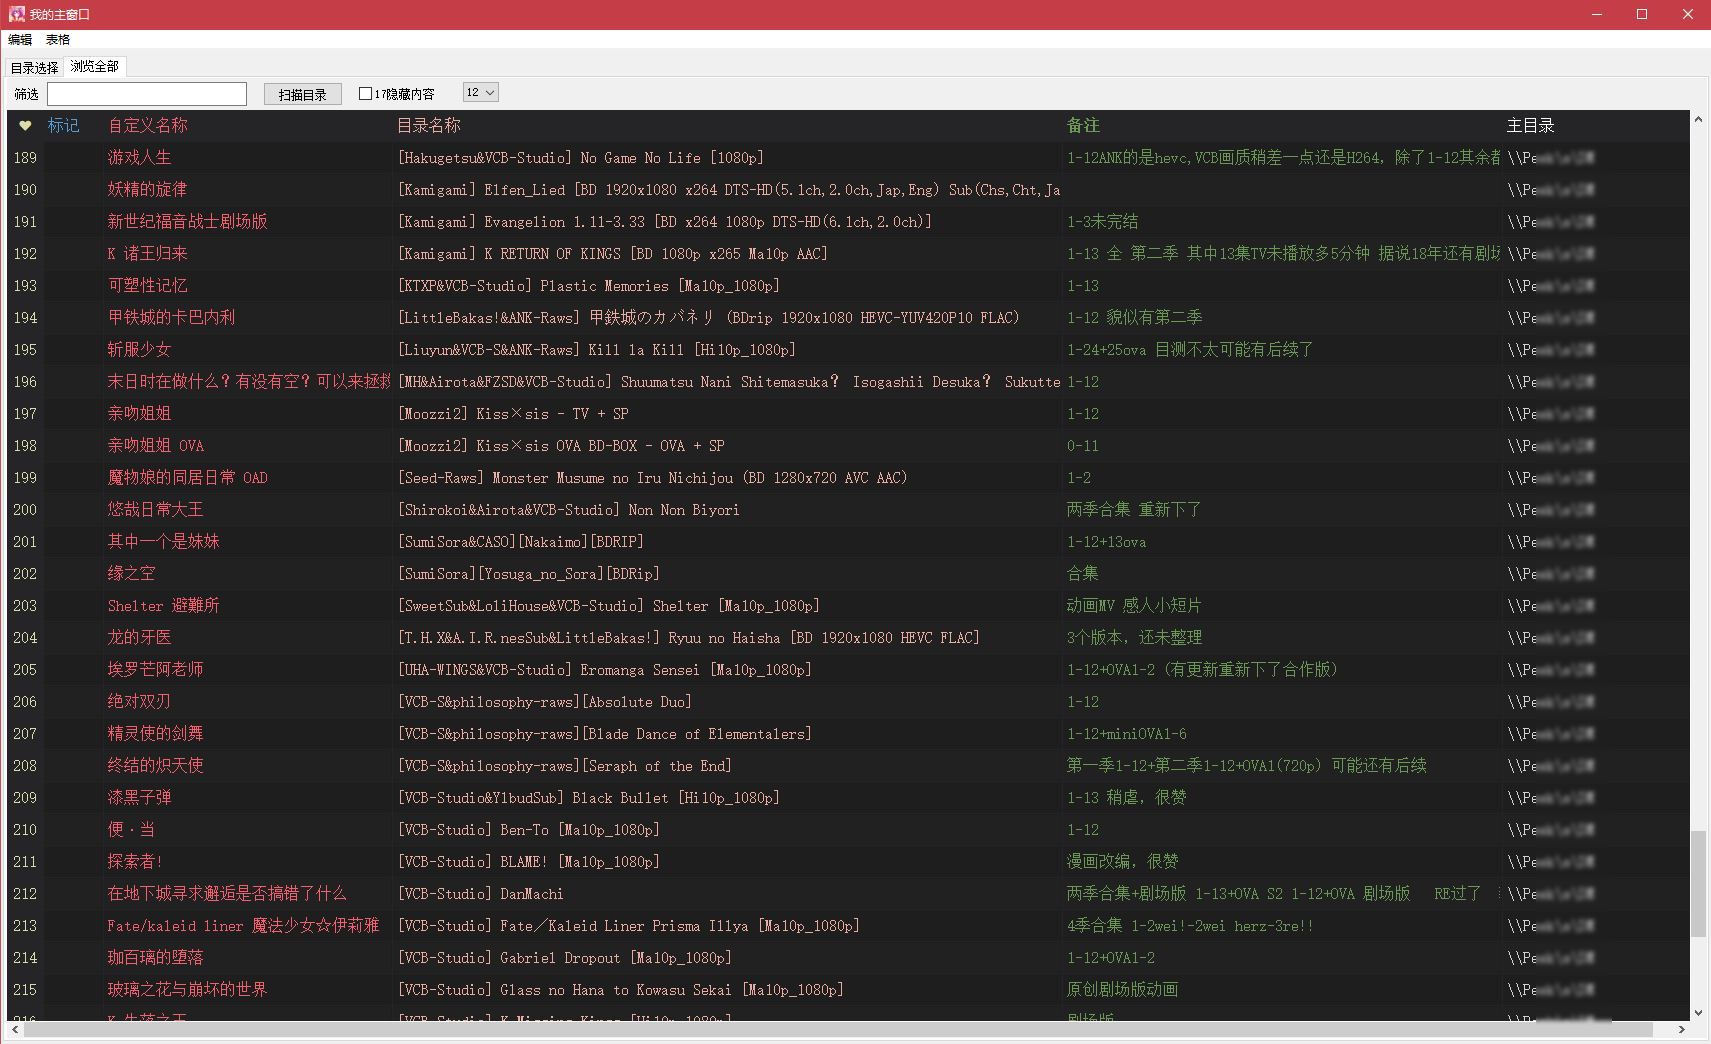 我的主窗口
编辑 表格
目录选择 浏览全部
筛选 扫描目录 17隐藏内容 12
❤ 标记 自定义名称 目录名称 备注 主目录
189 游戏人生 [Hakugetsu&VCB-Studio] No Game No Life [1080p] 1-12ANK的是hevc,VCB画质稍差一点还是H264, 除了1-12其余都 \\Pe
190 妖精的旋律 [Kamigami] Elfen_Lied [BD 1920x1080 x264 DTS-HD(5.1ch,2.0ch,Jap,Eng) Sub(Chs,Cht,Ja \\Pe
191 新世纪福音战士剧场版 [Kamigami] Evangelion 1.11-3.33 [BD x264 1080p DTS-HD(6.1ch,2.0ch)] 1-3未完结 \\Pe
192 K 诸王归来 [Kamigami] K RETURN OF KINGS [BD 1080p x265 Ma10p AAC] 1-13 全 第二季 其中13集TV未播放多5分钟 据说18年还有剧场 \\Pe
193 可塑性记忆 [KTXP&VCB-Studio] Plastic Memories [Ma10p_1080p] 1-13 \\Pe
194 甲铁城的卡巴内利 [LittleBakas!&ANK-Raws] 甲鉄城のカバネリ (BDrip 1920x1080 HEVC-YUV420P10 FLAC) 1-12 貌似有第二季 \\Pe
195 斩服少女 [Liuyun&VCB-S&ANK-Raws] Kill la Kill [Hi10p_1080p] 1-24+25ova 目测不太可能有后续了 \\Pe
196 末日时在做什么？有没有空？可以来拯救 [MH&Airota&FZSD&VCB-Studio] Shuumatsu Nani Shitemasuka？ Isogashii Desuka？ Sukutte 1-12 \\Pe
197 亲吻姐姐 [Moozzi2] Kiss×sis - TV + SP 1-12 \\Pe
198 亲吻姐姐 OVA [Moozzi2] Kiss×sis OVA BD-BOX - OVA + SP 0-11 \\Pe
199 魔物娘的同居日常 OAD [Seed-Raws] Monster Musume no Iru Nichijou (BD 1280x720 AVC AAC) 1-2 \\Pe
200 悠哉日常大王 [Shirokoi&Airota&VCB-Studio] Non Non Biyori 两季合集 重新下了 \\Pe
201 其中一个是妹妹 [SumiSora&CASO][Nakaimo][BDRIP] 1-12+13ova \\Pe
202 缘之空 [SumiSora][Yosuga_no_Sora][BDRip] 合集 \\Pe
203 Shelter 避難所 [SweetSub&LoliHouse&VCB-Studio] Shelter [Ma10p_1080p] 动画MV 感人小短片 \\Pe
204 龙的牙医 [T.H.X&A.I.R.nesSub&LittleBakas!] Ryuu no Haisha [BD 1920x1080 HEVC FLAC] 3个版本, 还未整理 \\Pe
205 埃罗芒阿老师 [UHA-WINGS&VCB-Studio] Eromanga Sensei [Ma10p_1080p] 1-12+OVA1-2 (有更新重新下了合作版) \\Pe
206 绝对双刃 [VCB-S&philosophy-raws][Absolute Duo] 1-12 \\Pe
207 精灵使的剑舞 [VCB-S&philosophy-raws][Blade Dance of Elementalers] 1-12+miniOVA1-6 \\Pe
208 终结的炽天使 [VCB-S&philosophy-raws][Seraph of the End] 第一季1-12+第二季1-12+OVA1(720p) 可能还有后续 \\Pe
209 漆黑子弹 [VCB-Studio&YlbudSub] Black Bullet [Hi10p_1080p] 1-13 稍虐, 很赞 \\Pe
210 便·当 [VCB-Studio] Ben-To [Ma10p_1080p] 1-12 \\Pe
211 探索者! [VCB-Studio] BLAME! [Ma10p_1080p] 漫画改编, 很赞 \\Pe
212 在地下城寻求邂逅是否搞错了什么 [VCB-Studio] DanMachi 两季合集+剧场版 1-13+OVA S2 1-12+OVA 剧场版 RE过了 \\Pe
213 Fate/kaleid liner 魔法少女☆伊莉雅 [VCB-Studio] Fate／Kaleid Liner Prisma Illya [Ma10p_1080p] 4季合集 1-2wei!-2wei herz-3re!! \\Pe
214 珈百璃的堕落 [VCB-Studio] Gabriel Dropout [Ma10p_1080p] 1-12+OVA1-2 \\Pe
215 玻璃之花与崩坏的世界 [VCB-Studio] Glass no Hana to Kowasu Sekai [Ma10p_1080p] 原创剧场版动画 \\Pe
216 K 失落之王 [VCB-Studio] K Missing Kings [Hi10p_1080p] 剧场版 \\Pe